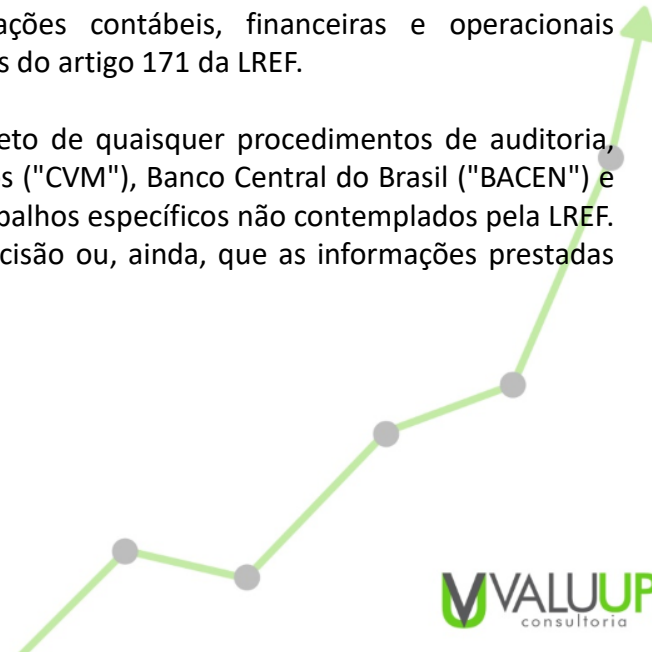 ações contábeis, financeiras e operacionais
s do artigo 171 da LREF.
eto de quaisquer procedimentos de auditoria,
s ("CVM"), Banco Central do Brasil ("BACEN") e
balhos específicos não contemplados pela LREF.
cisão ou, ainda, que as informações prestadas
VALUUP
consultoria